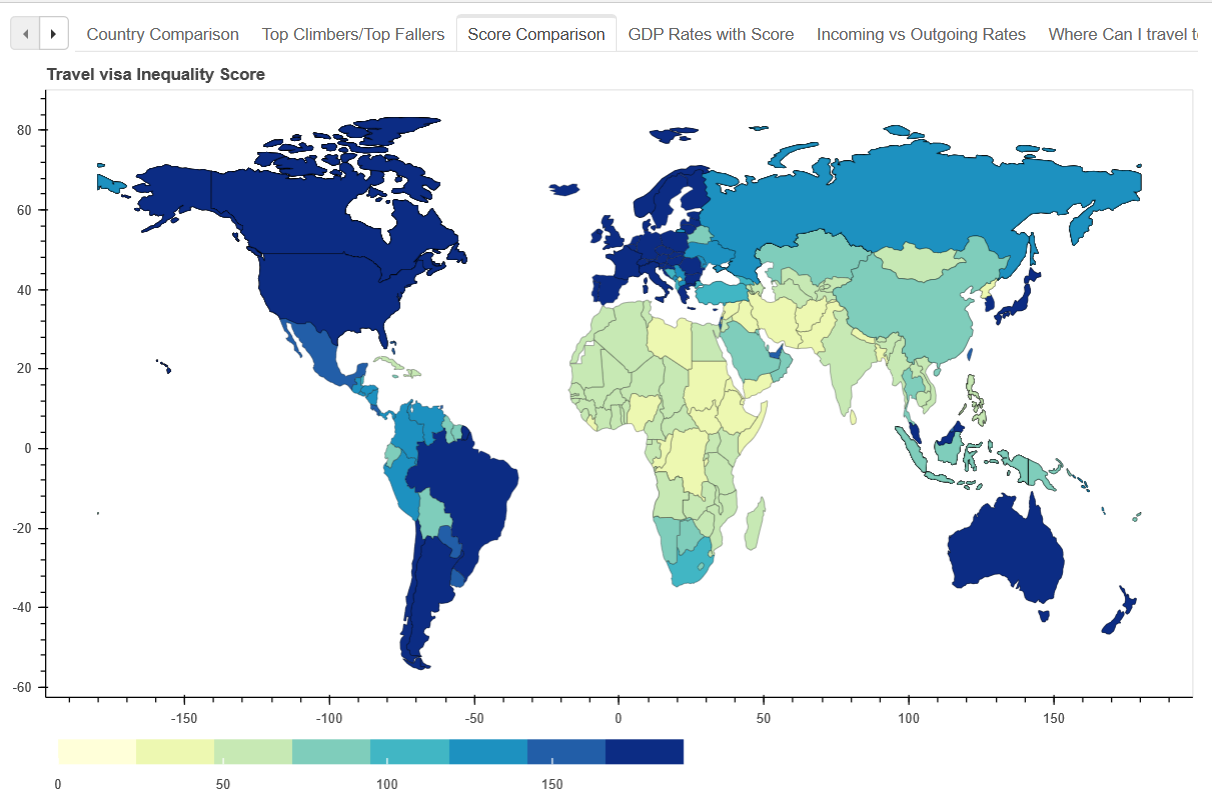 Country Comparison Top Climbers/Top Fallers Score Comparison GDP Rates with Score Incoming vs Outgoing Rates Where Can I travel t
Travel visa Inequality Score
80
60
40
20
0
-20
-40
-60
-150 -100 -50 0 50 100 150
0 50 100 150